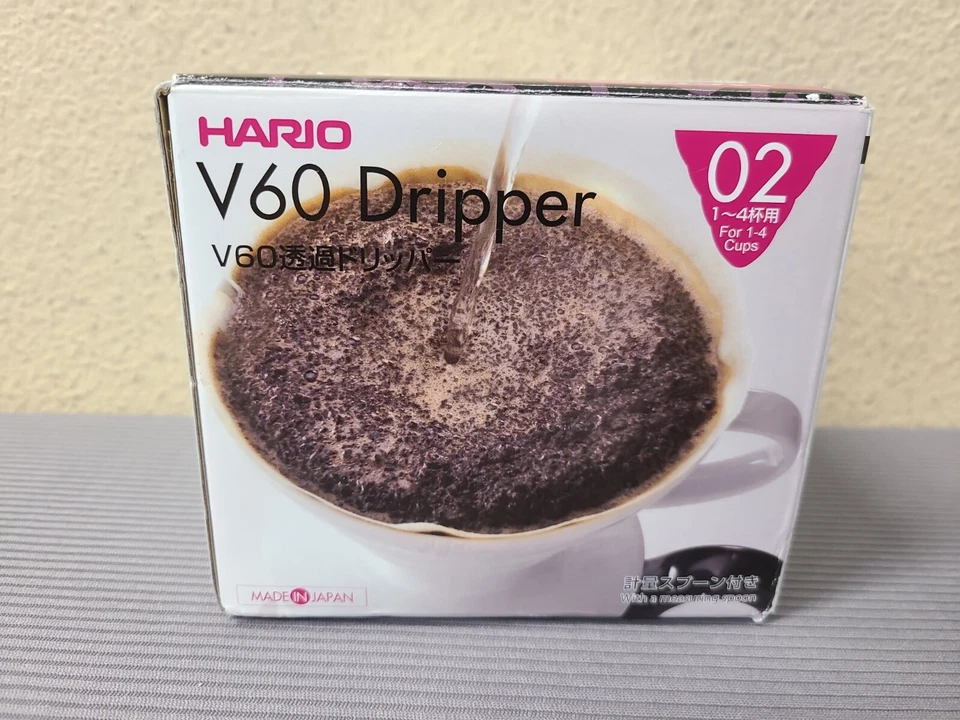 HARIO
V60 Dripper
V60透過ドリッパー
02
1～4杯用
For 1-4
Cups
MADE IN JAPAN
計量スプーン付き
With a measuring spoon